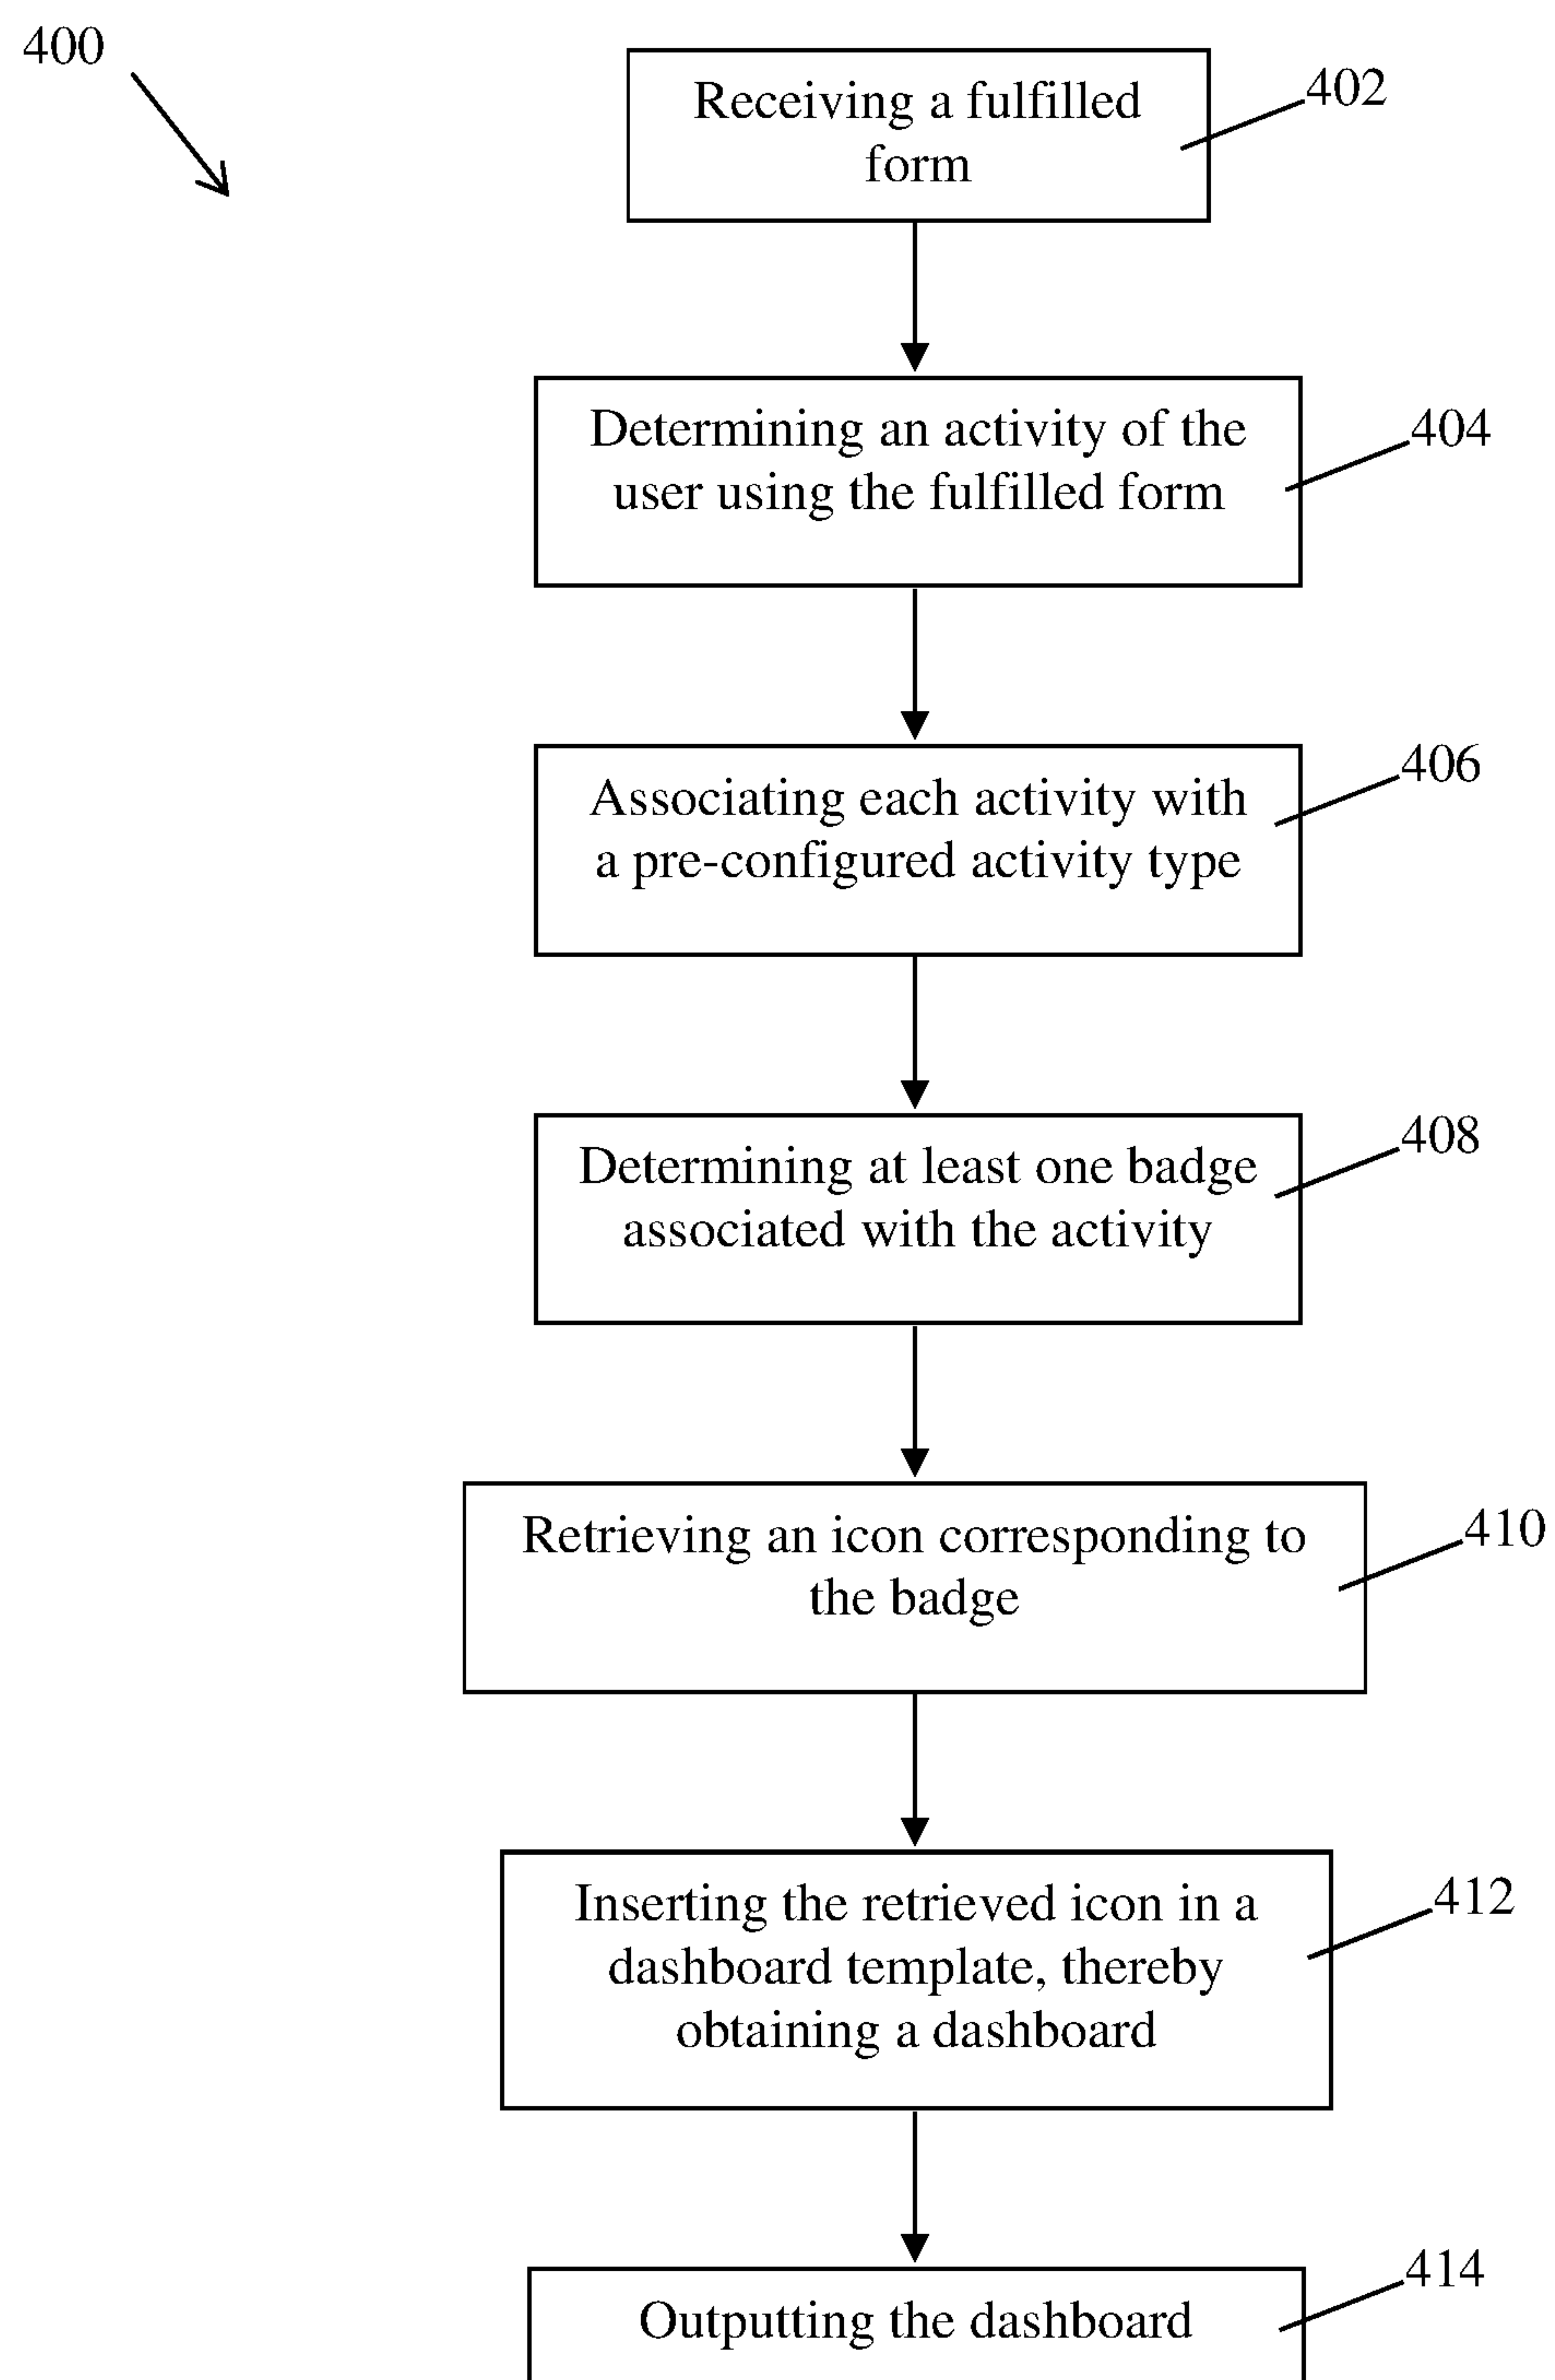 400
Receiving a fulfilled
form
402
Determining an activity of the
user using the fulfilled form
404
Associating each activity with
a pre-configured activity type
406
Determining at least one badge
associated with the activity
408
Retrieving an icon corresponding to
the badge
410
Inserting the retrieved icon in a
dashboard template, thereby
obtaining a dashboard
412
Outputting the dashboard
414